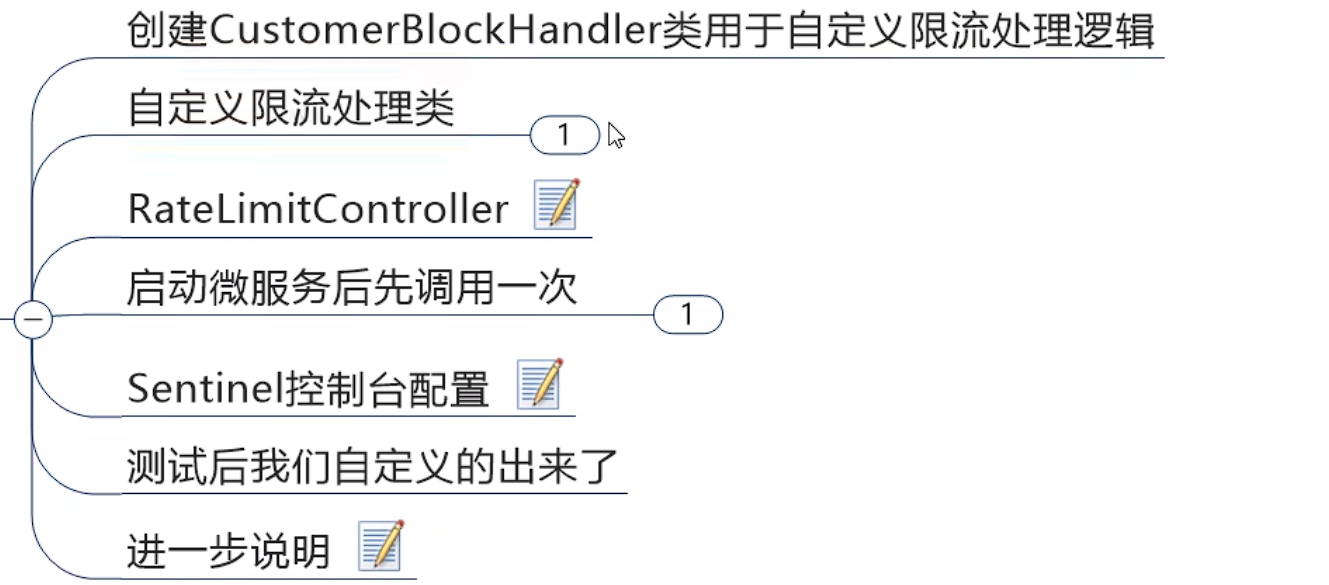 创建CustomerBlockHandler类用于自定义限流处理逻辑
自定义限流处理类
1
RateLimitController
启动微服务后先调用一次
1
Sentinel控制台配置
测试后我们自定义的出来了
进一步说明